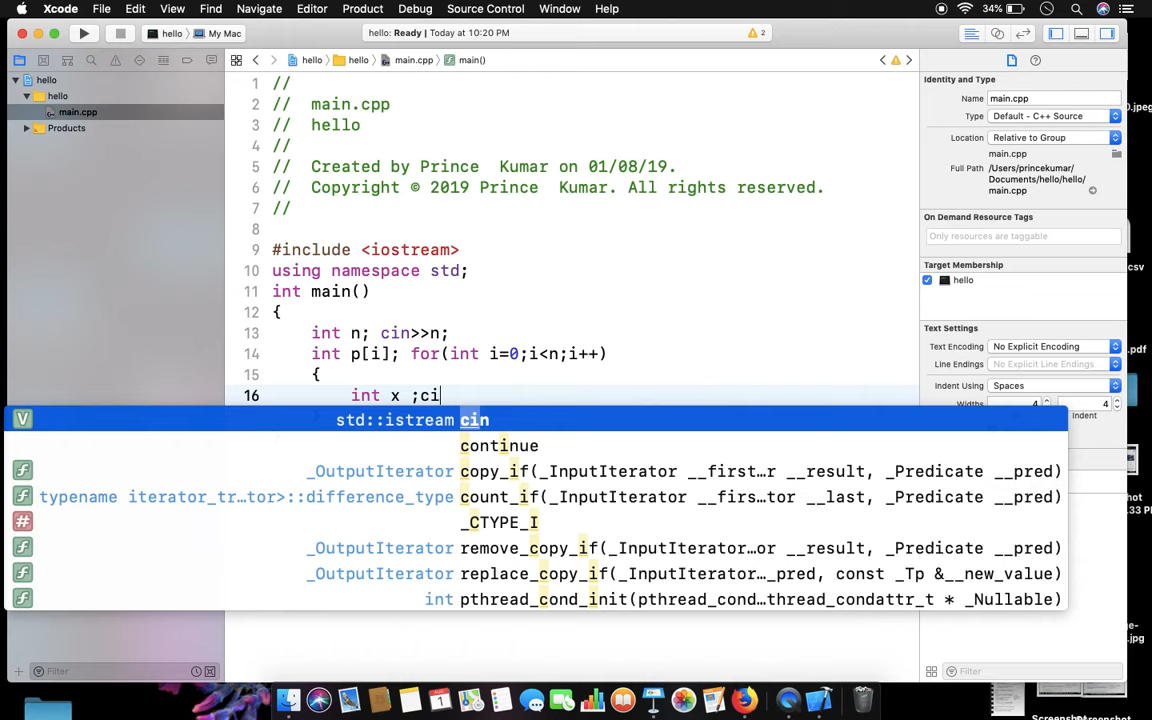 Xcode File Edit View Find Navigate Editor Product Debug Source Control Window Help 34%
hello My Mac
hello: Ready | Today at 10:20 PM 2
hello
hello
main.cpp
Products
hello hello main.cpp main()
1 //
2 // main.cpp
3 // hello
4 //
5 // Created by Prince Kumar on 01/08/19.
6 // Copyright © 2019 Prince Kumar. All rights reserved.
7 //
8
9 #include <iostream>
10 using namespace std;
11 int main()
12 {
13 int n; cin>>n;
14 int p[i]; for(int i=0;i<n;i++)
15 {
16 int x ;ci
V std::istream cin
continue
f _OutputIterator copy_if(_InputIterator __first…r __result, _Predicate __pred)
f typename iterator_tr…tor>::difference_type count_if(_InputIterator __firs…tor __last, _Predicate __pred)
# _CTYPE_I
f _OutputIterator remove_copy_if(_InputIterator…or __result, _Predicate __pred)
f _OutputIterator replace_copy_if(_InputIterator…_pred, const _Tp &__new_value)
f int pthread_cond_init(pthread_cond…thread_condattr_t * _Nullable)
Identity and Type
Name main.cpp
Type Default - C++ Source
Location Relative to Group
main.cpp
Full Path /Users/princekumar/
Documents/hello/hello/
main.cpp
On Demand Resource Tags
Only resources are taggable
Target Membership
hello
Text Settings
Text Encoding No Explicit Encoding
Line Endings No Explicit Line Endings
Indent Using Spaces
Widths 4 4
Indent
Filter
Filter
0.jpeg
csv
.pdf
.jpg